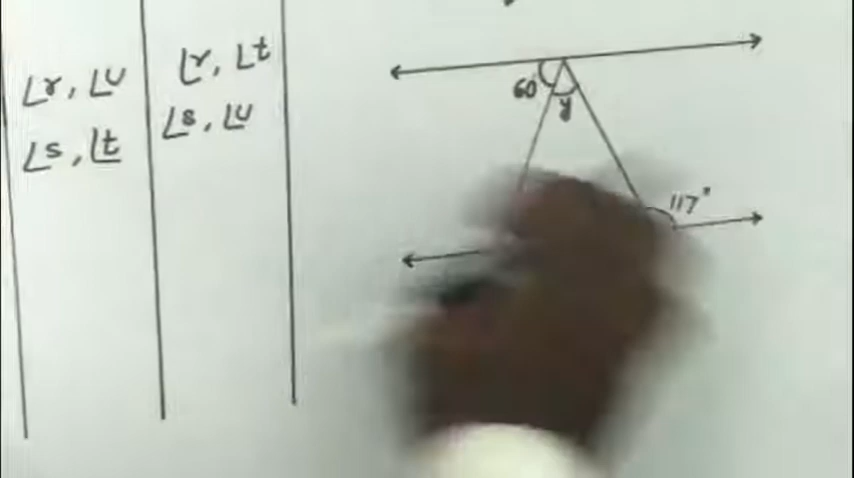 ∠r, ∠u
∠s, ∠t
∠r, ∠t
∠s, ∠u
60
y
117°